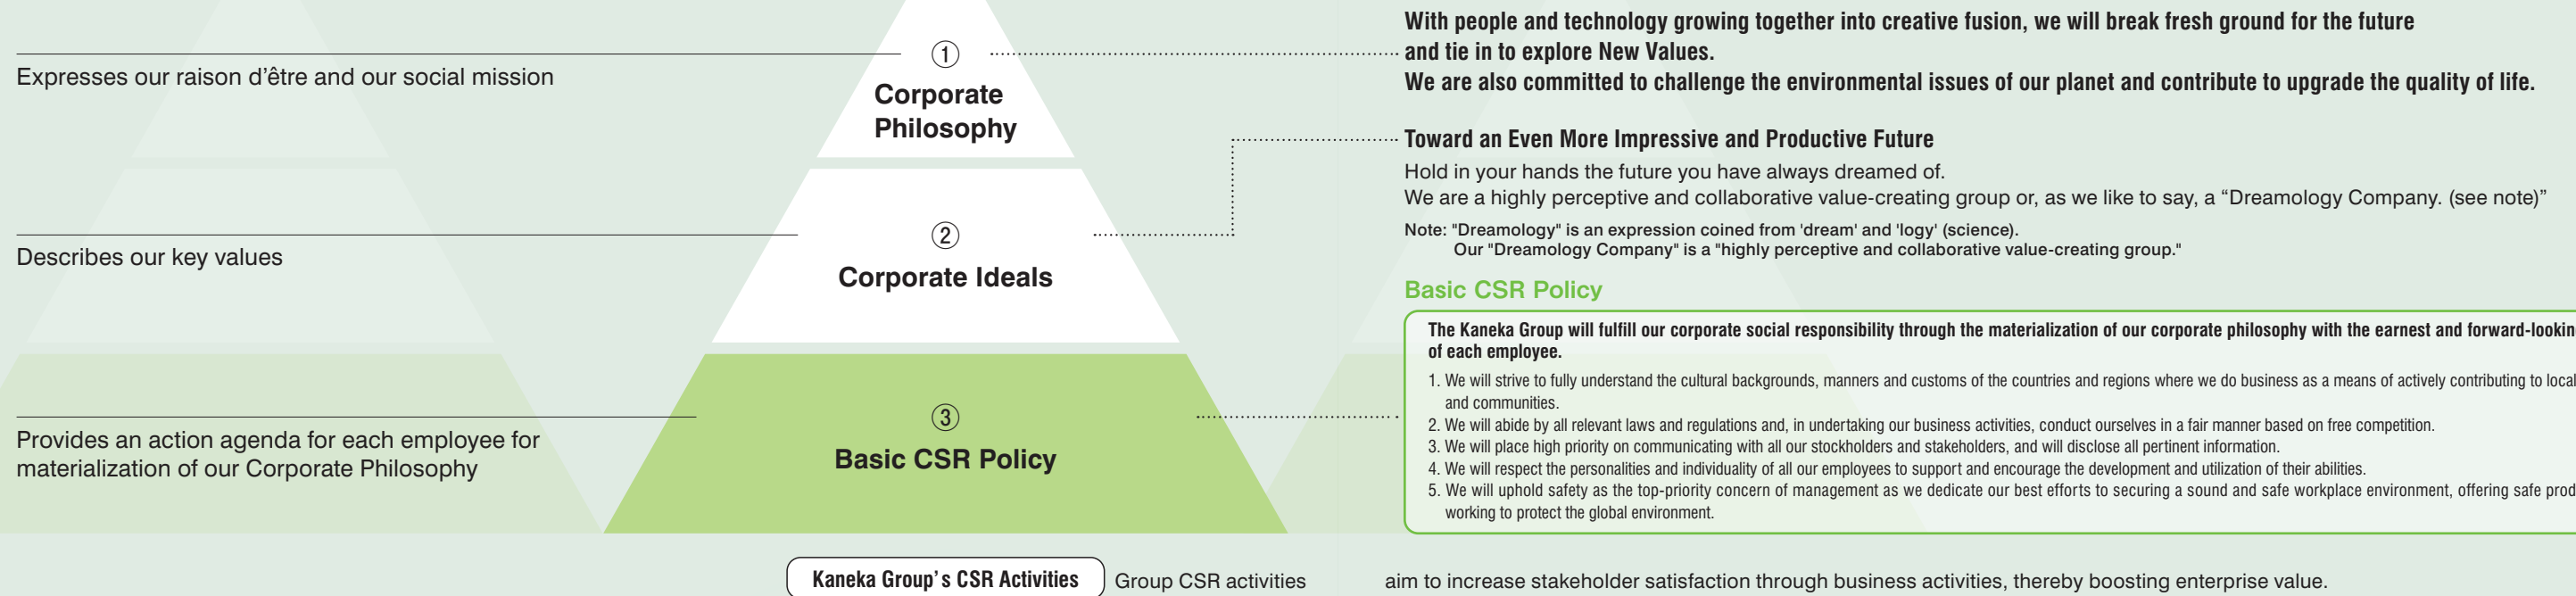 Expresses our raison d’être and our social mission
Describes our key values
Provides an action agenda for each employee for
materialization of our Corporate Philosophy
①
Corporate
Philosophy
②
Corporate Ideals
③
Basic CSR Policy
With people and technology growing together into creative fusion, we will break fresh ground for the future
and tie in to explore New Values.
We are also committed to challenge the environmental issues of our planet and contribute to upgrade the quality of life.
Toward an Even More Impressive and Productive Future
Hold in your hands the future you have always dreamed of.
We are a highly perceptive and collaborative value-creating group or, as we like to say, a “Dreamology Company. (see note)”
Note: "Dreamology" is an expression coined from 'dream' and 'logy' (science).
Our "Dreamology Company" is a "highly perceptive and collaborative value-creating group."
Basic CSR Policy
The Kaneka Group will fulfill our corporate social responsibility through the materialization of our corporate philosophy with the earnest and
of each employee.
1. We will strive to fully understand the cultural backgrounds, manners and customs of the countries and regions where we do business as a means of actively contributing to local
and communities.
2. We will abide by all relevant laws and regulations and, in undertaking our business activities, conduct ourselves in a fair manner based on free competition.
3. We will place high priority on communicating with all our stockholders and stakeholders, and will disclose all pertinent information.
4. We will respect the personalities and individuality of all our employees to support and encourage the development and utilization of their abilities.
5. We will uphold safety as the top-priority concern of management as we dedicate our best efforts to securing a sound and safe workplace environment, offering safe
working to protect the global environment.
Kaneka Group’s CSR Activities Group CSR activities aim to increase stakeholder satisfaction through business activities, thereby boosting enterprise value.